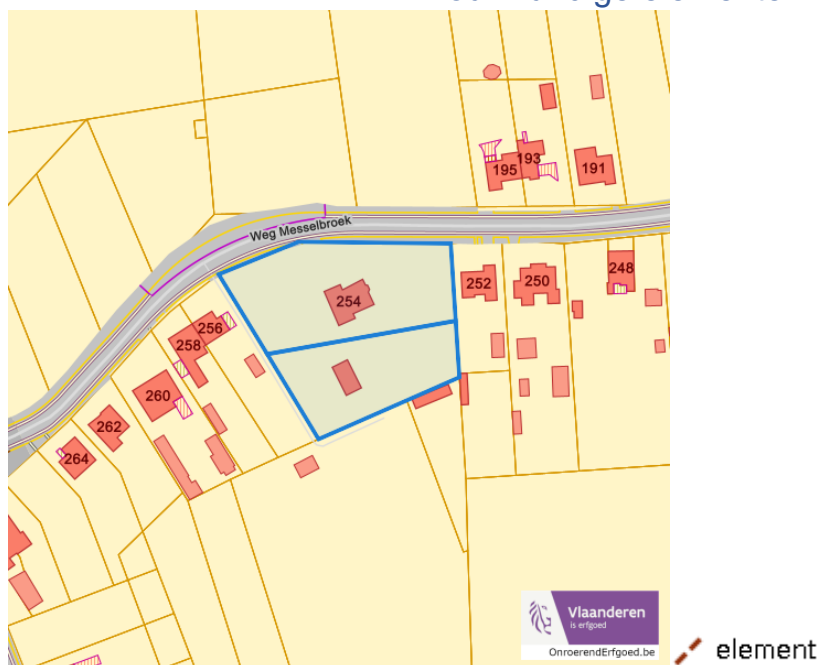 195
193
191
Weg Messelbroek
254
252
250
248
256
258
260
262
264
Vlaanderen
is erfgoed
OnroerendErfgoed.be
element